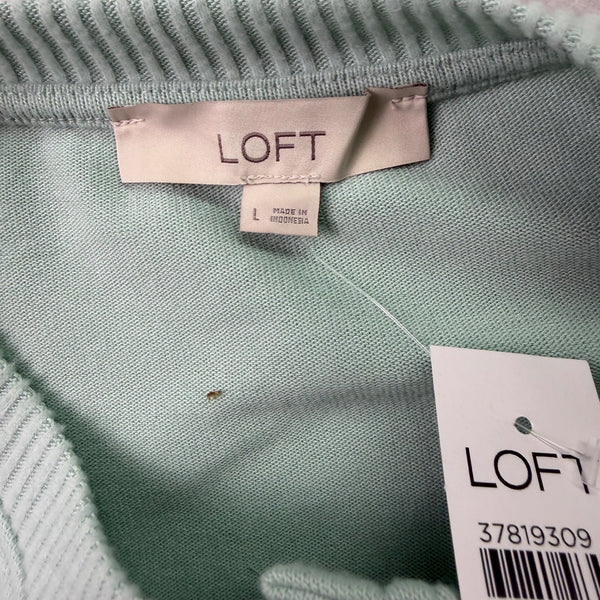 LOFT
L
MADE IN
INDONESIA
LOFT
37819309